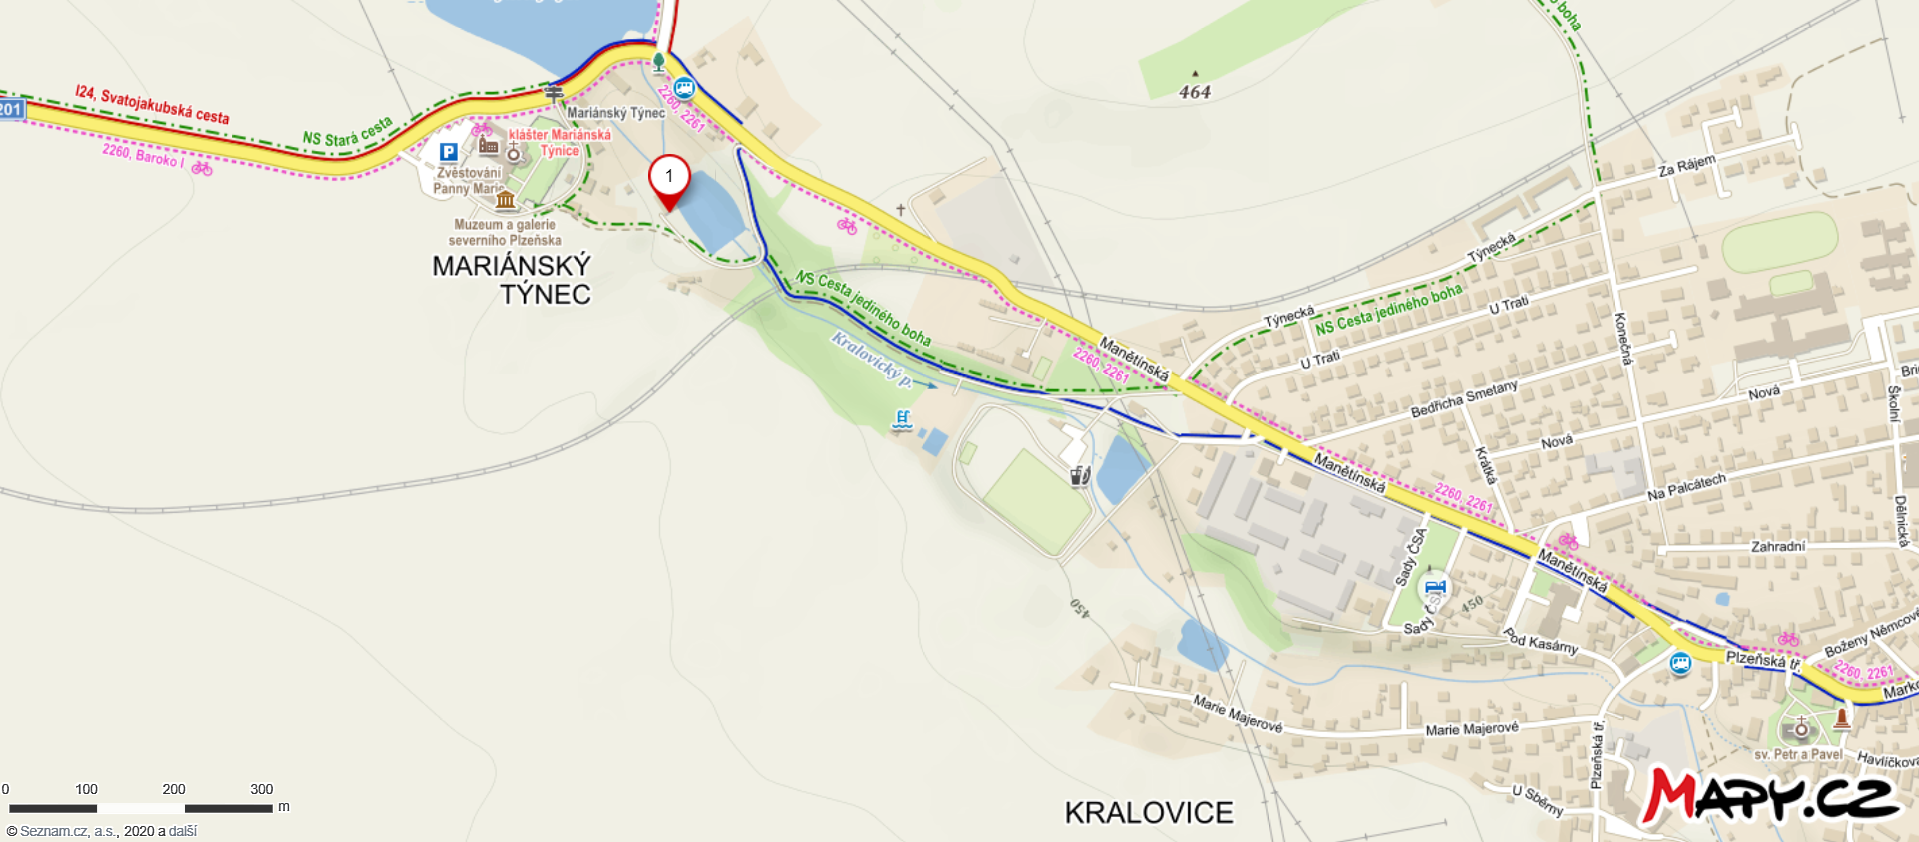 boha
201
I24, Svatojakubská cesta
NS Stará cesta
2260, Baroko I
Mariánský Týnec
klášter Mariánská
Týnice
2260, 2261
P
Zvěstování
Panny Marie
Muzeum a galerie
severního Plzeňska
MARIÁNSKÝ
TÝNEC
1
464
Za Rájem
Týnecká
NS Cesta jediného boha
Týnecká
NS Cesta jediného boha
U Trati
U Trati
Konečná
Manětínská
2260, 2261
Kralovický p.
Bedřicha Smetany
Nová
Nová
Školní
Krátká
Na Palcátech
Manětínská
2260, 2261
Dělnická
Zahradní
Sady ČSA
Manětínská
450
450
Pod Kasárny
Plzeňská tř.
Boženy Němcové
2260, 2261
Marie Majerové
Marie Majerové
Plzeňská tř.
sv. Petr a Pavel
Havlíčkova
U Sběrny
KRALOVICE
0 100 200 300
m
© Seznam.cz, a.s., 2020 a další
MAPY.CZ